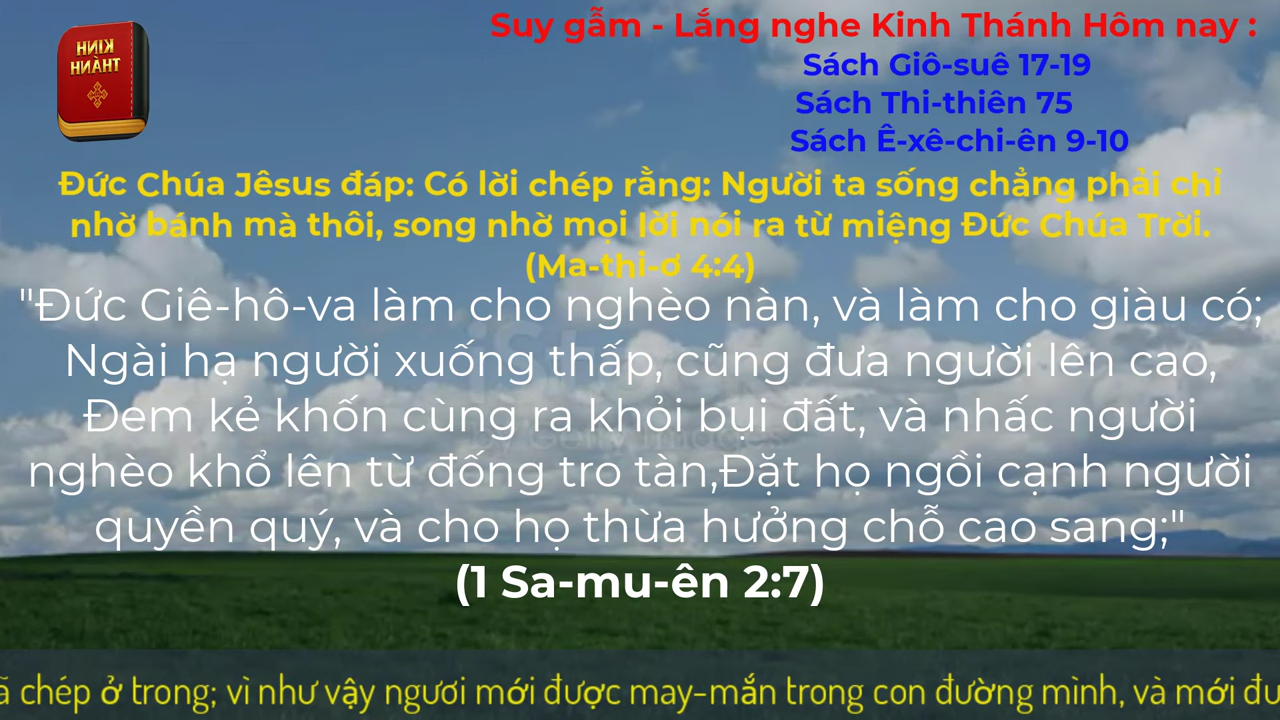 KINH
THÀNH
Suy gẫm - Lắng nghe Kinh Thánh Hôm nay :
Sách Giô-suê 17-19
Sách Thi-thiên 75
Sách Ê-xê-chi-ên 9-10
Đức Chúa Jêsus đáp: Có lời chép rằng: Người ta sống chẳng phải chỉ
nhờ bánh mà thôi, song nhờ mọi lời nói ra từ miệng Đức Chúa Trời.
(Ma-thi-ơ 4:4)
"Đức Giê-hô-va làm cho nghèo nàn, và làm cho giàu có;
Ngài hạ người xuống thấp, cũng đưa người lên cao,
Đem kẻ khốn cùng ra khỏi bụi đất, và nhấc người
nghèo khổ lên từ đống tro tàn,Đặt họ ngồi cạnh người
quyền quý, và cho họ thừa hưởng chỗ cao sang;"
(1 Sa-mu-ên 2:7)
chép ở trong; vì như vậy ngươi mới được may-mắn trong con đường mình, và mới